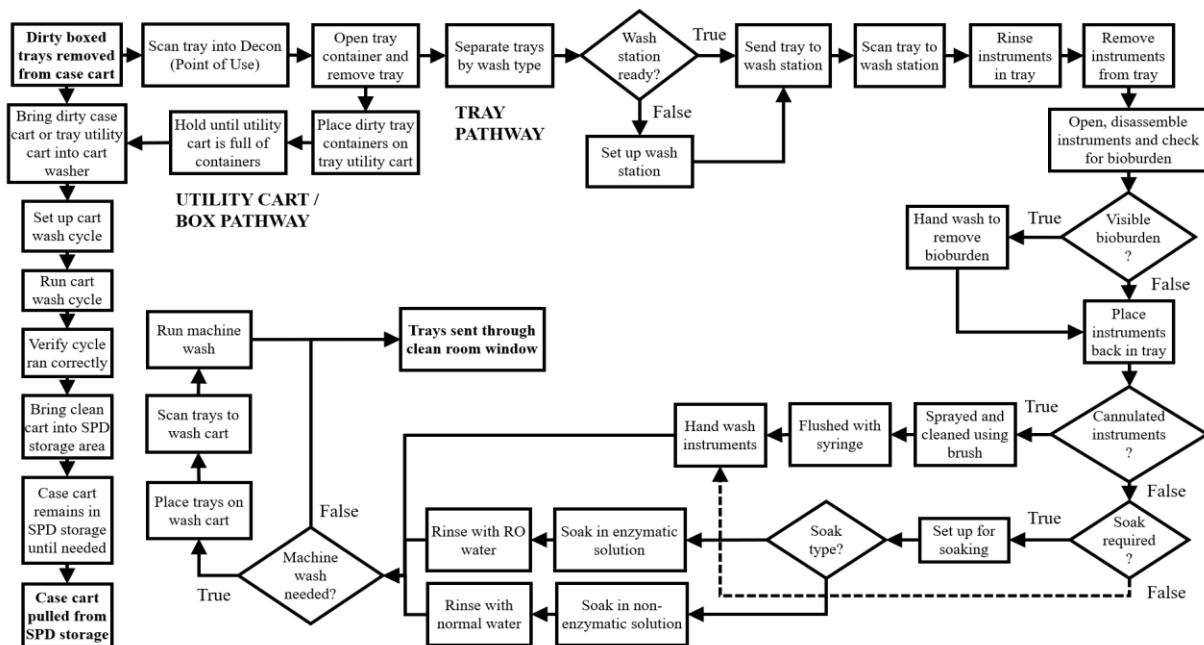 Dirty boxed
trays removed
from case cart
Scan tray into Decon
(Point of Use)
Open tray
container and
remove tray
Separate trays
by wash type
Wash
station
ready?
True
False
Send tray to
wash station
Scan tray to
wash station
Rinse
instruments
in tray
Remove
instruments
from tray
Bring dirty case
cart or tray utility
cart into cart
washer
Hold until utility
cart is full of
containers
Place dirty tray
containers on
tray utility cart
TRAY
PATHWAY
Set up wash
station
Open, disassemble
instruments and check
for bioburden
UTILITY CART /
BOX PATHWAY
Set up cart
wash cycle
Hand wash to
remove
bioburden
True
Visible
bioburden
?
False
Run cart
wash cycle
Verify cycle
ran correctly
Run machine
wash
Trays sent through
clean room window
Place
instruments
back in tray
Bring clean
cart into SPD
storage area
Scan trays to
wash cart
Hand wash
instruments
Flushed with
syringe
Sprayed and
cleaned using
brush
True
Cannulated
instruments
?
False
Case cart
remains in
SPD storage
until needed
Place trays on
wash cart
False
Machine
wash
needed?
True
Rinse with RO
water
Soak in enzymatic
solution
Soak
type?
Set up for
soaking
True
Soak
required
?
False
Case cart
pulled from
SPD storage
Rinse with
normal water
Soak in non-
enzymatic solution